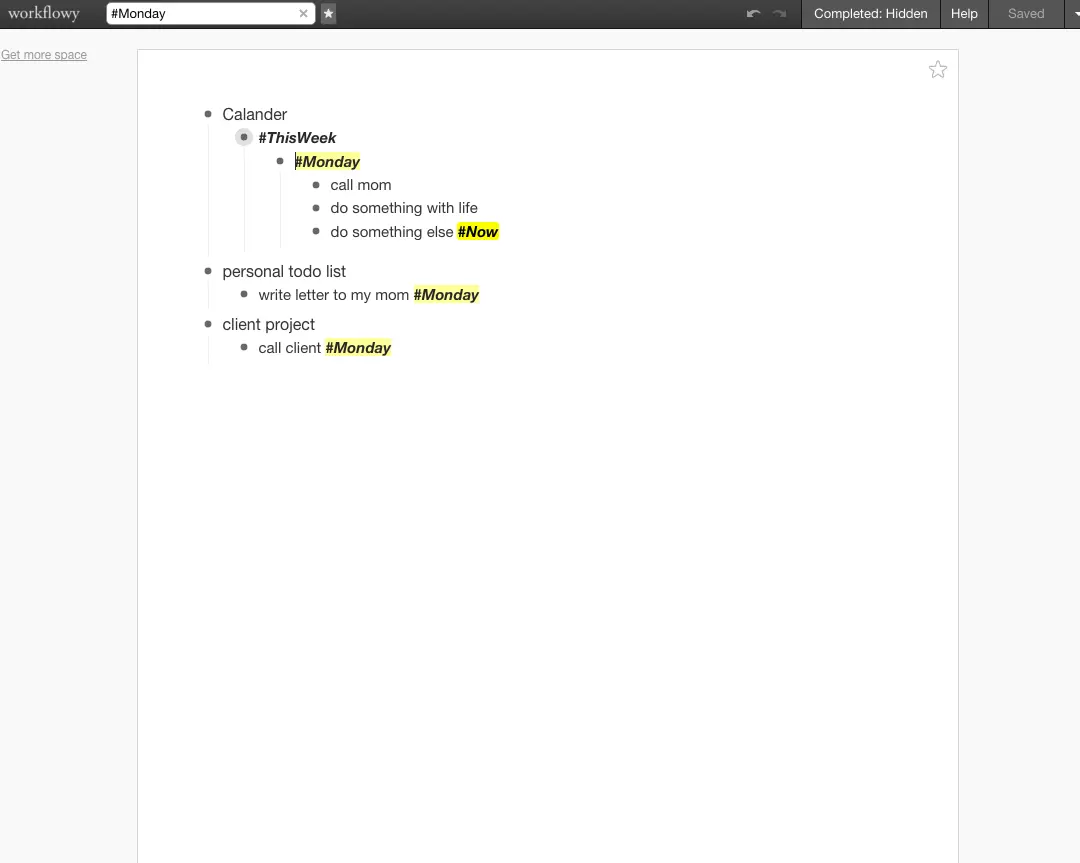 workflowy #Monday Completed: Hidden Help Saved
Get more space
Calander
#ThisWeek
#Monday
call mom
do something with life
do something else #Now
personal todo list
write letter to my mom #Monday
client project
call client #Monday